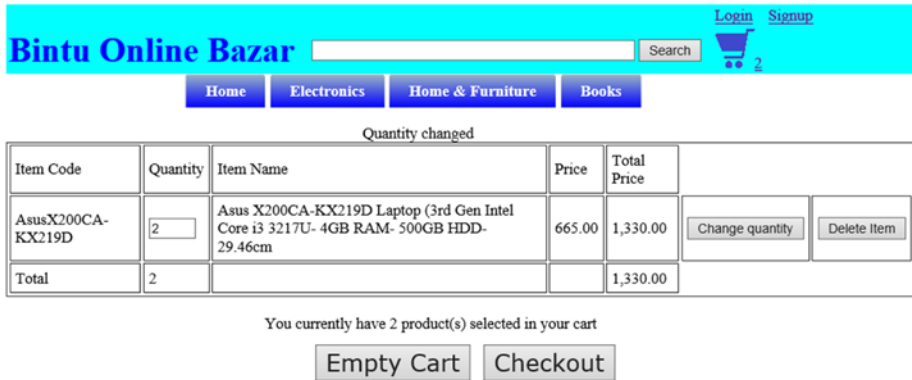 Login Signup
Bintu Online Bazar Search 2
Home Electronics Home & Furniture Books
Quantity changed
Item Code Quantity Item Name Price Total Price
AsusX200CA-KX219D 2 Asus X200CA-KX219D Laptop (3rd Gen Intel Core i3 3217U- 4GB RAM- 500GB HDD- 29.46cm 665.00 1,330.00 Change quantity Delete Item
Total 2 1,330.00
You currently have 2 product(s) selected in your cart
Empty Cart Checkout